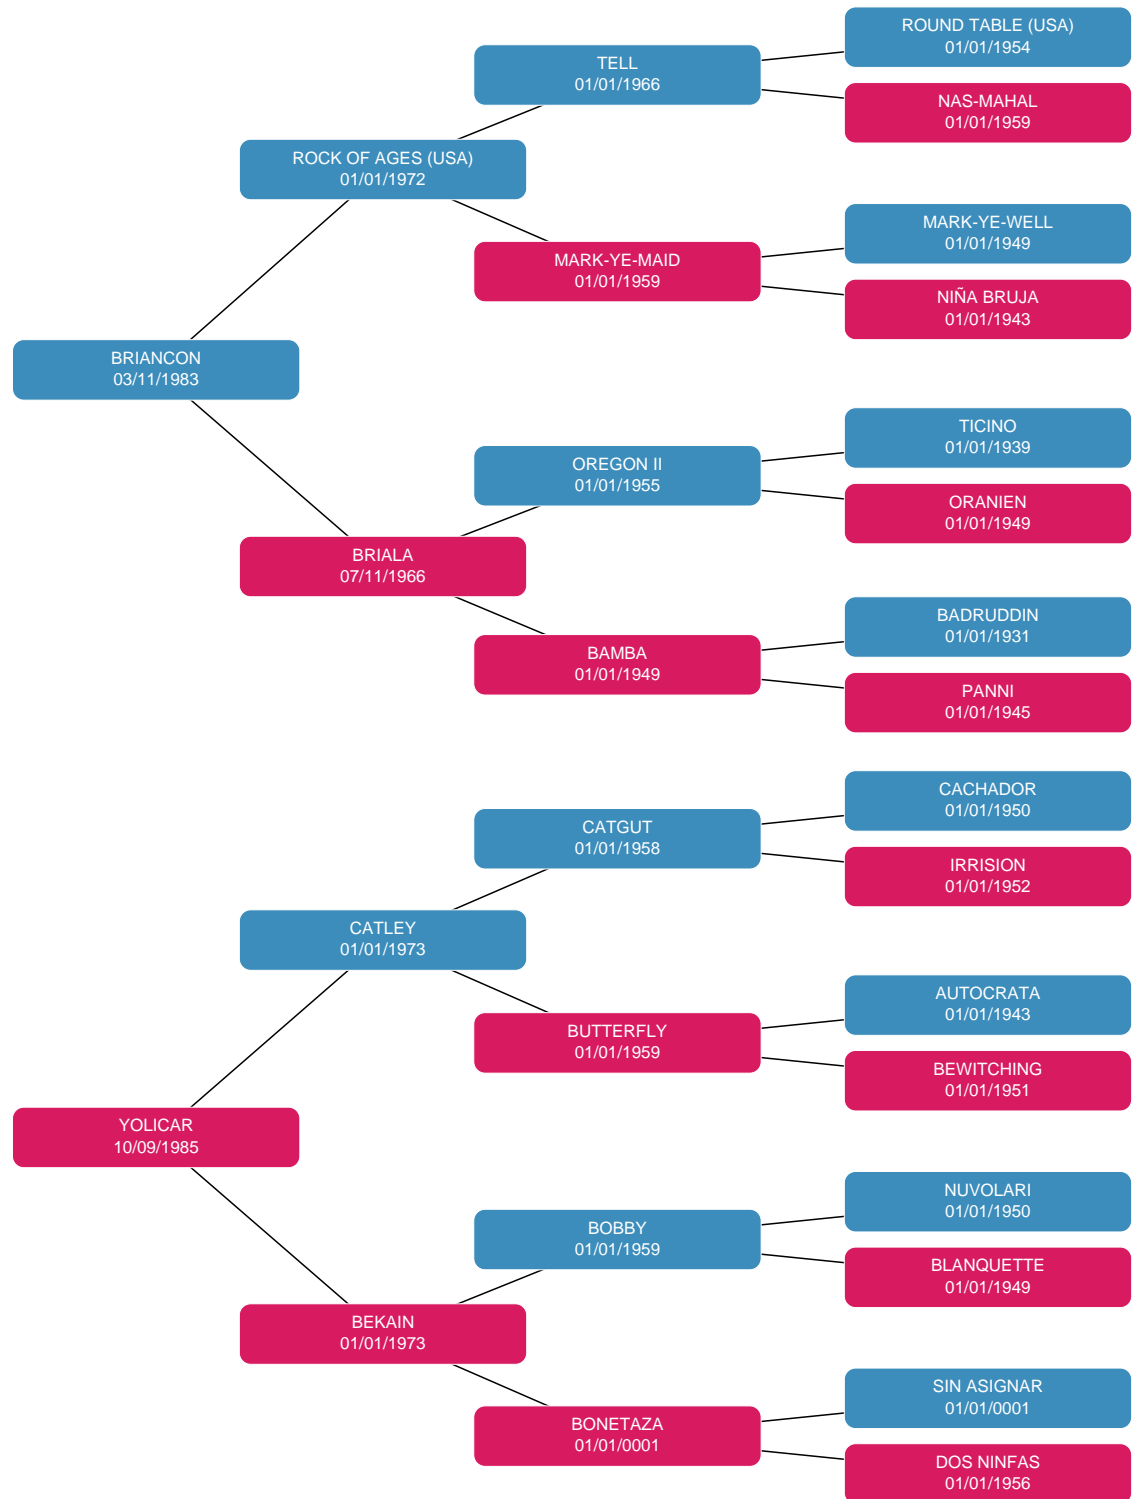 ROUND TABLE (USA)
01/01/1954
TELL
01/01/1966
NAS-MAHAL
01/01/1959
ROCK OF AGES (USA)
01/01/1972
MARK-YE-WELL
01/01/1949
MARK-YE-MAID
01/01/1959
NIÑA BRUJA
01/01/1943
BRIANCON
03/11/1983
TICINO
01/01/1939
OREGON II
01/01/1955
ORANIEN
01/01/1949
BRIALA
07/11/1966
BADRUDDIN
01/01/1931
BAMBA
01/01/1949
PANNI
01/01/1945
CACHADOR
01/01/1950
CATGUT
01/01/1958
IRRISION
01/01/1952
CATLEY
01/01/1973
AUTOCRATA
01/01/1943
BUTTERFLY
01/01/1959
BEWITCHING
01/01/1951
YOLICAR
10/09/1985
NUVOLARI
01/01/1950
BOBBY
01/01/1959
BLANQUETTE
01/01/1949
BEKAIN
01/01/1973
SIN ASIGNAR
01/01/0001
BONETAZA
01/01/0001
DOS NINFAS
01/01/1956